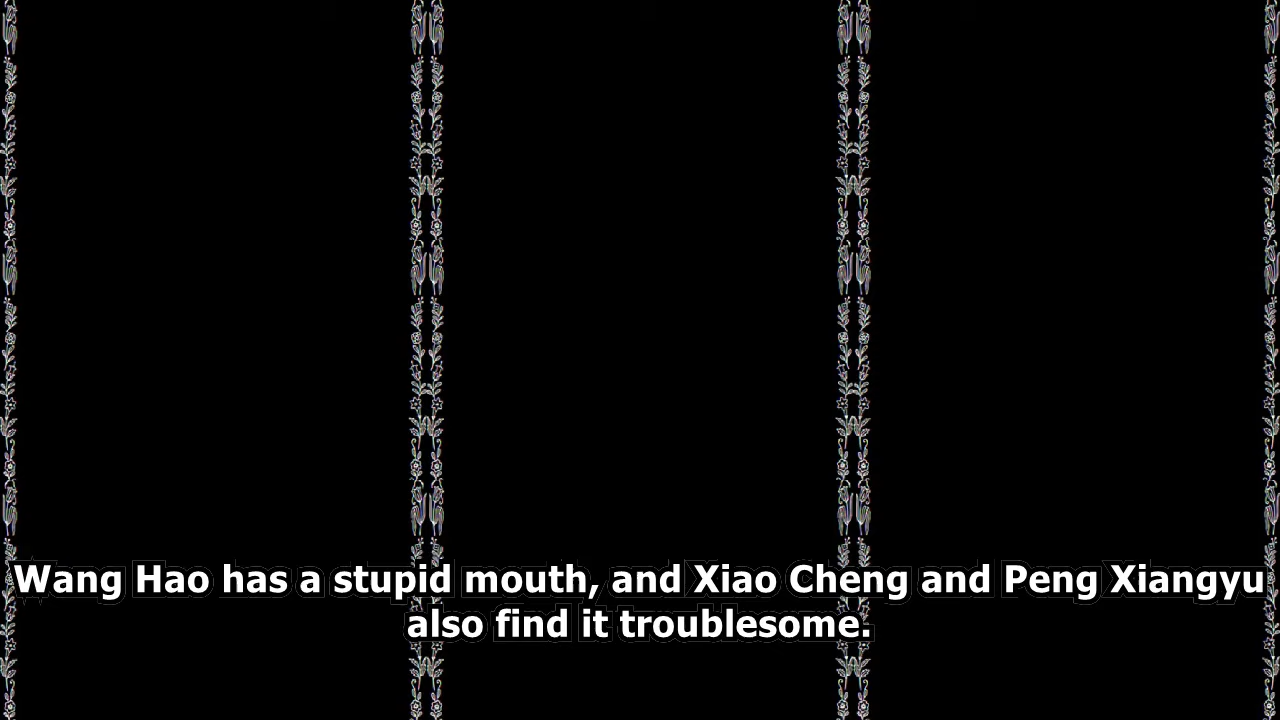 Wang Hao has a stupid mouth, and Xiao Cheng and Peng Xiangyu
also find it troublesome.